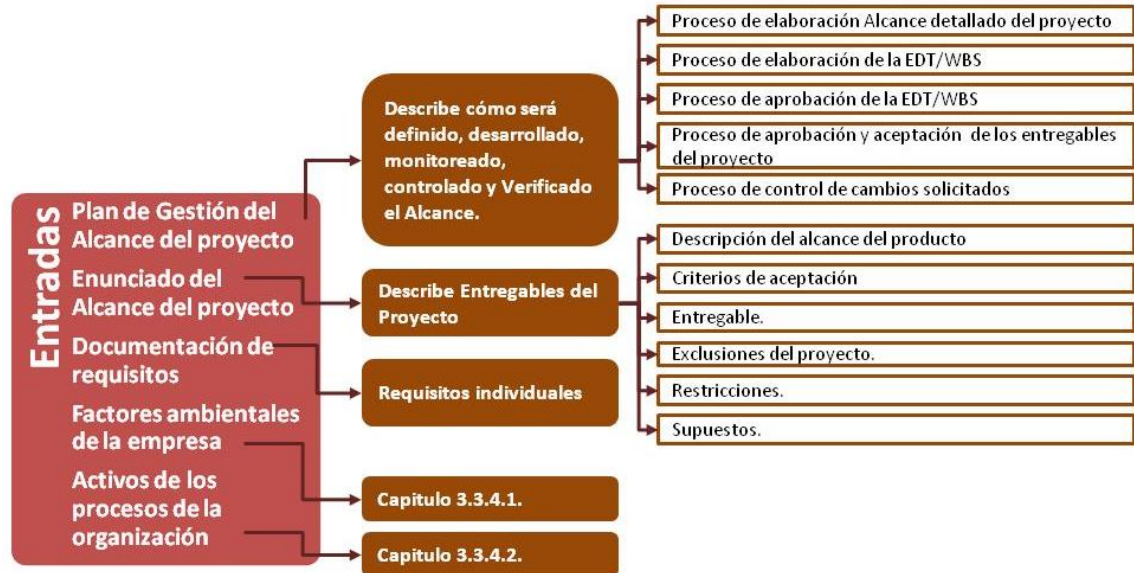 Entradas
Plan de Gestión del
Alcance del proyecto
Enunciado del
Alcance del proyecto
Documentación de
requisitos
Factores ambientales
de la empresa
Activos de los
procesos de la
organización
Describe cómo será
definido, desarrollado,
monitoreado,
controlado y Verificado
el Alcance.
Describe Entregables del
Proyecto
Requisitos individuales
Capitulo 3.3.4.1.
Capitulo 3.3.4.2.
Proceso de elaboración Alcance detallado del proyecto
Proceso de elaboración de la EDT/WBS
Proceso de aprobación de la EDT/WBS
Proceso de aprobación y aceptación de los entregables
del proyecto
Proceso de control de cambios solicitados
Descripción del alcance del producto
Criterios de aceptación
Entregable.
Exclusiones del proyecto.
Restricciones.
Supuestos.